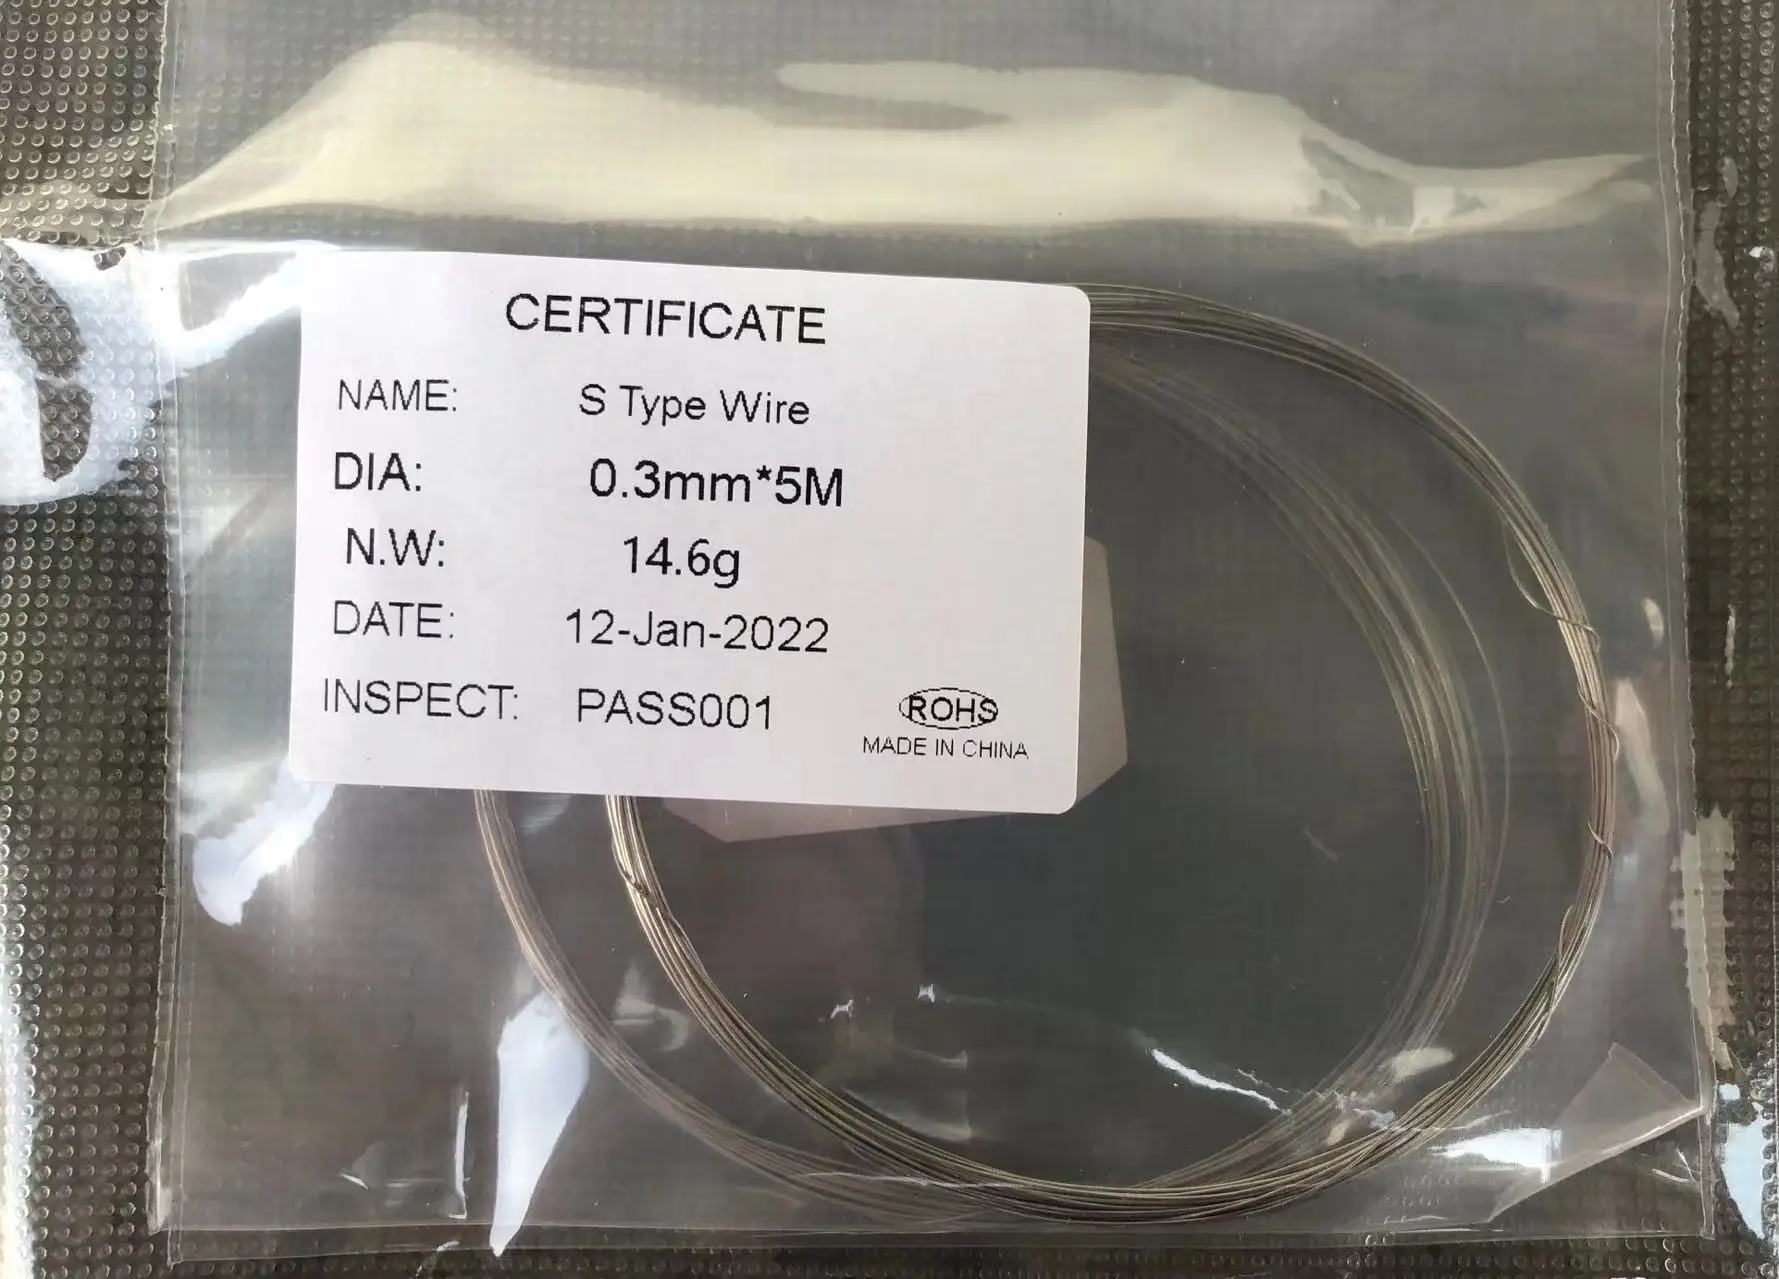 CERTIFICATE
NAME: S Type Wire
DIA: 0.3mm*5M
N.W: 14.6g
DATE: 12-Jan-2022
INSPECT: PASS001
ROHS
MADE IN CHINA